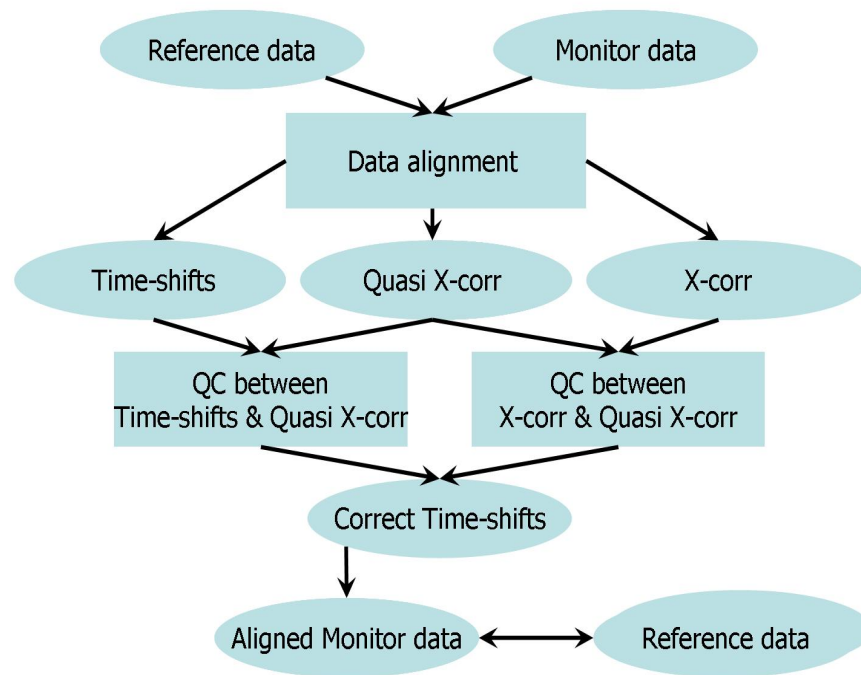 Reference data
Monitor data
Data alignment
Time-shifts
Quasi X-corr
X-corr
QC between
Time-shifts & Quasi X-corr
QC between
X-corr & Quasi X-corr
Correct Time-shifts
Aligned Monitor data
Reference data